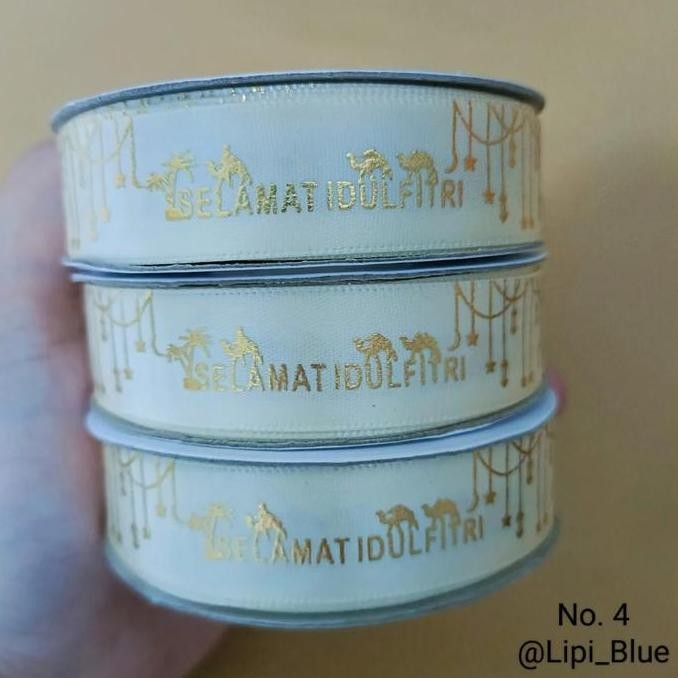 SELAMAT IDULFITRI
SELAMAT IDULFITRI
SELAMAT IDULFITRI
No. 4
@Lipi_Blue